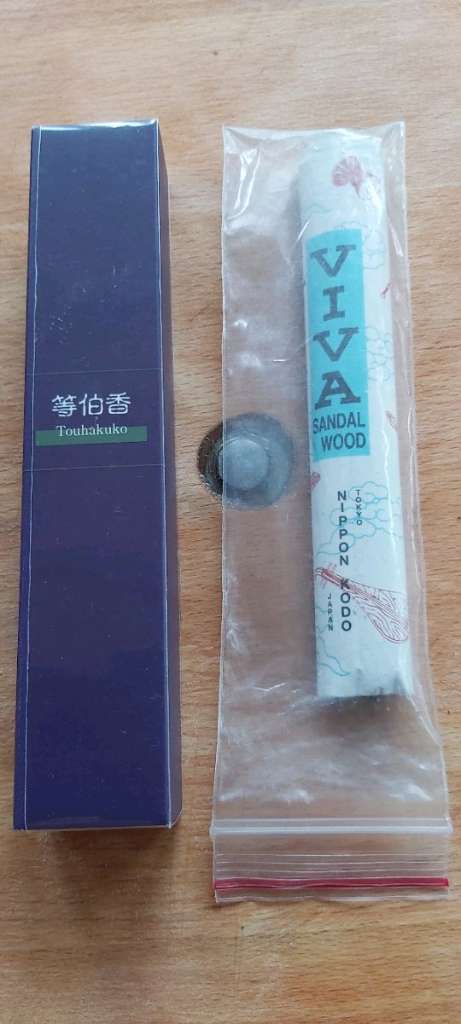 等伯香
Touhakuko
VIVA
SANDAL
WOOD
TOKYO
NIPPON KODO
JAPAN